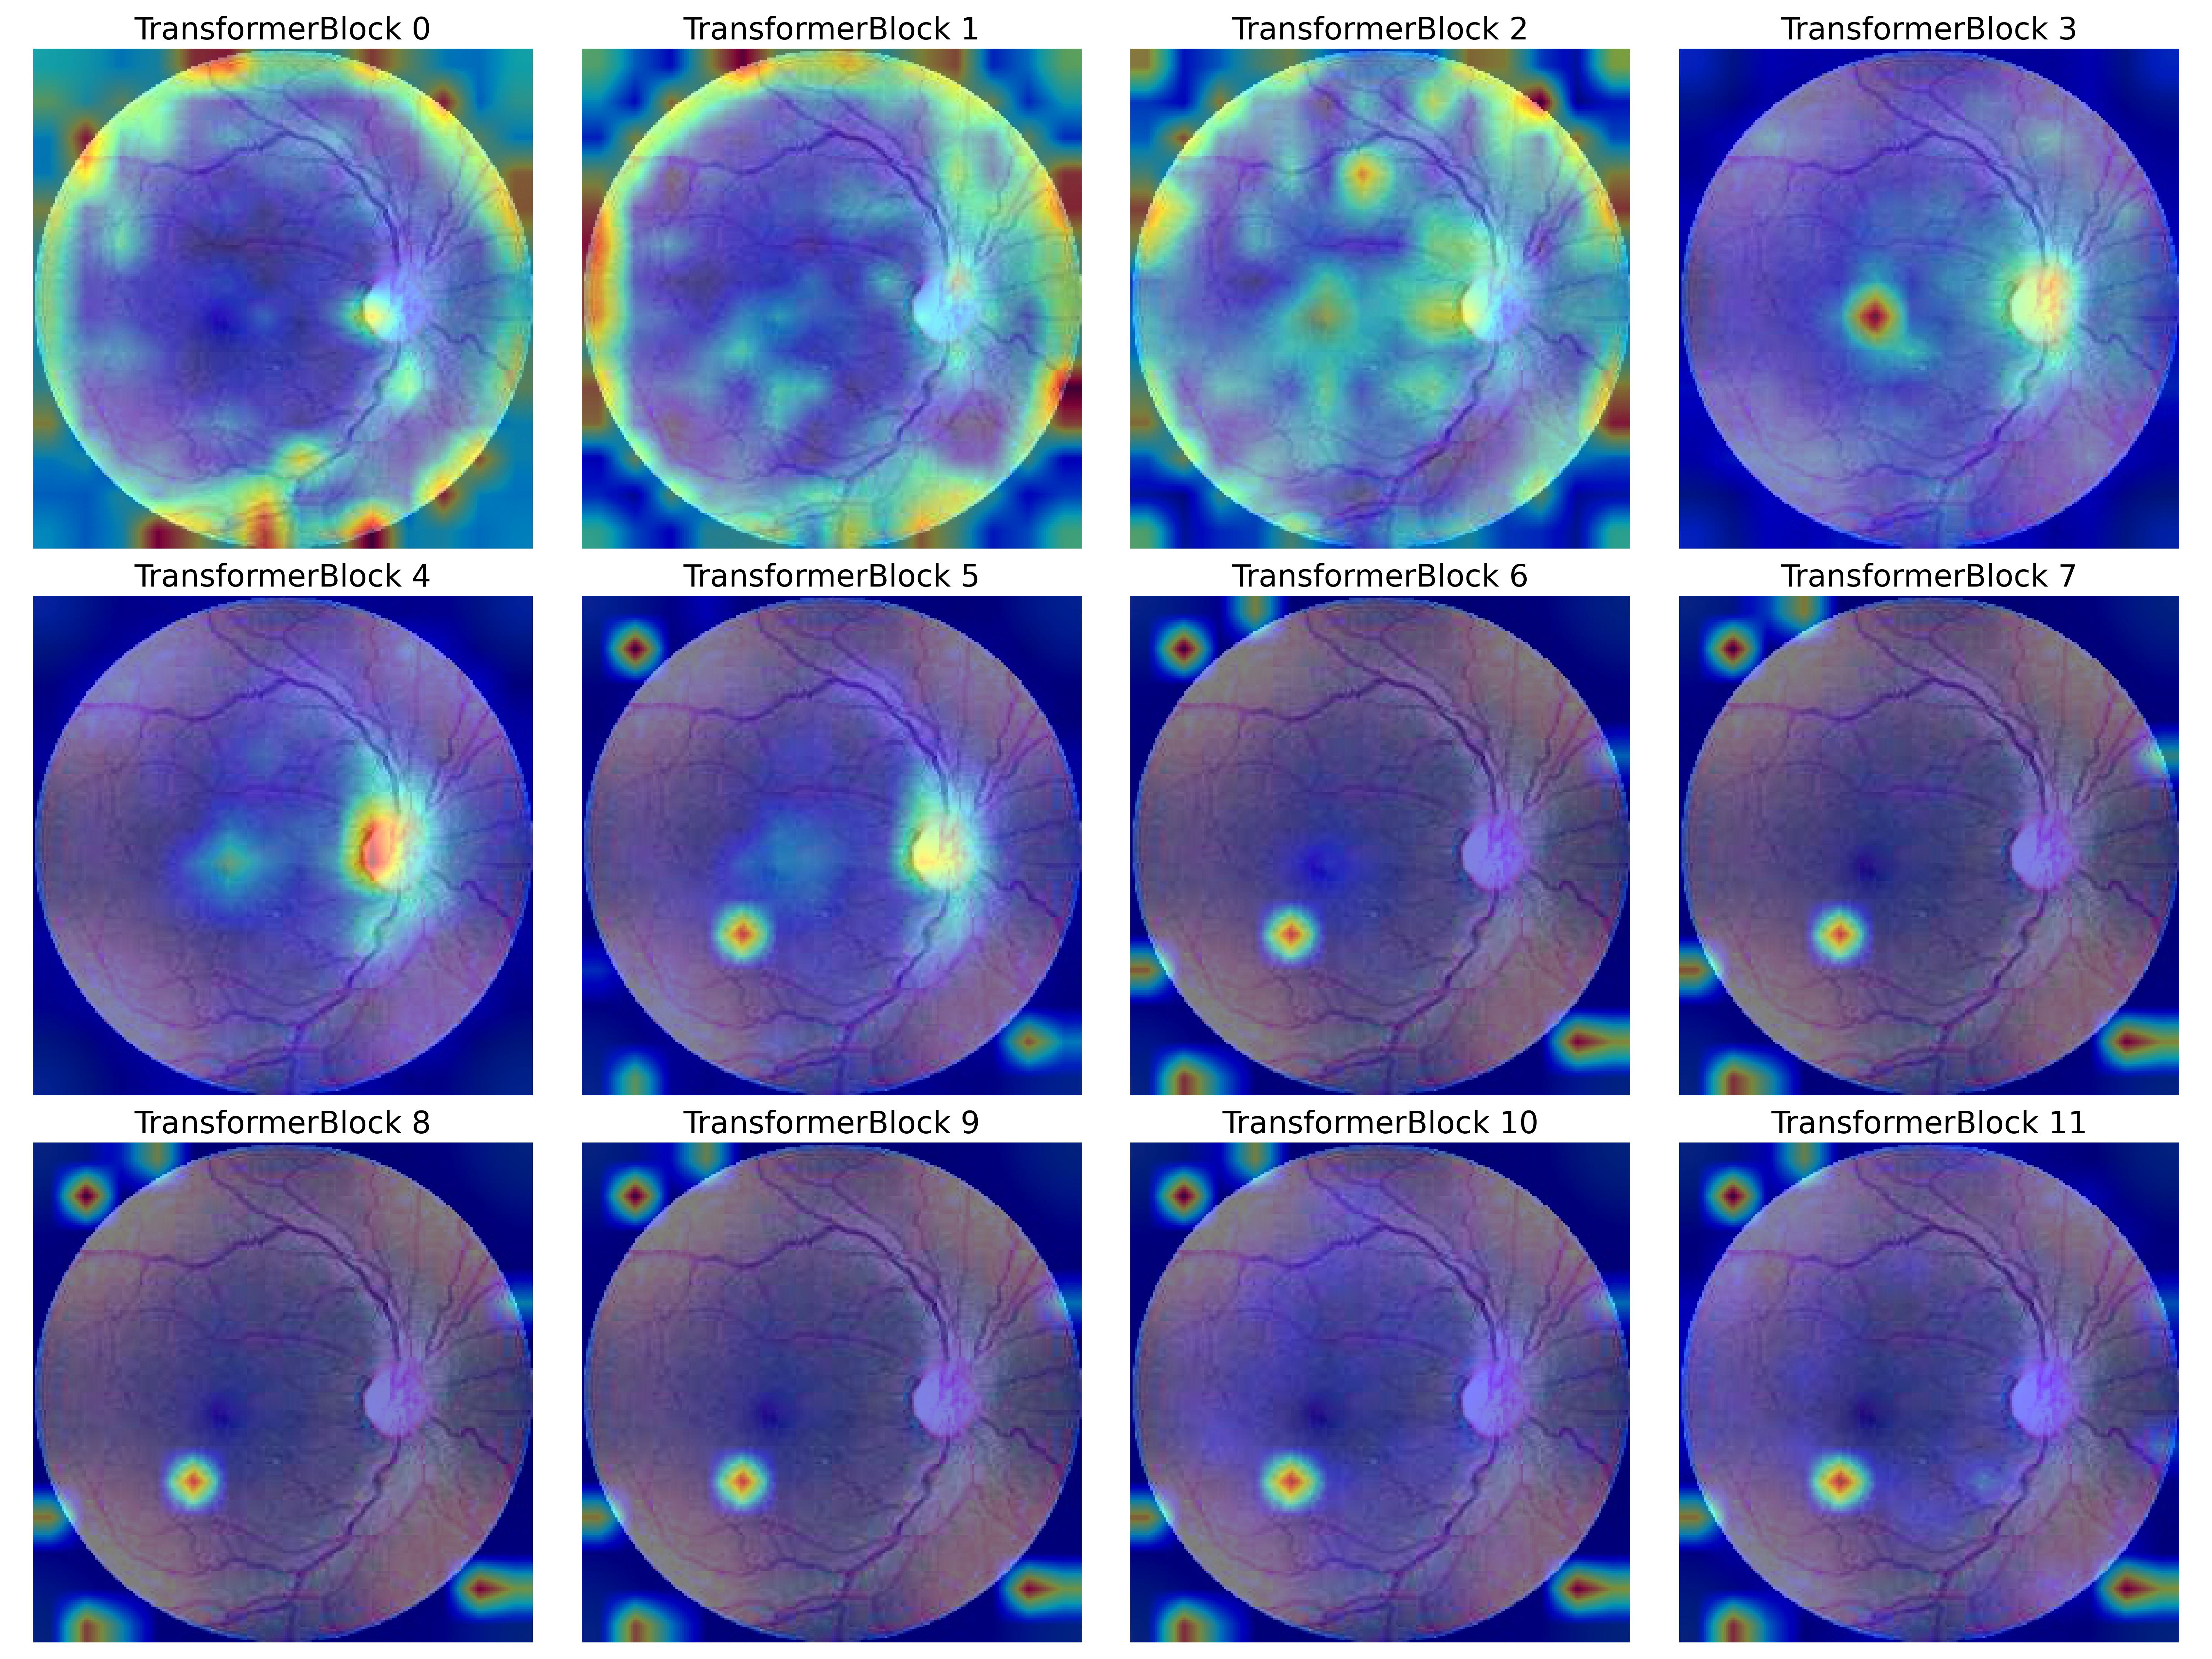 TransformerBlock 0
TransformerBlock 1
TransformerBlock 2
TransformerBlock 3
TransformerBlock 4
TransformerBlock 5
TransformerBlock 6
TransformerBlock 7
TransformerBlock 8
TransformerBlock 9
TransformerBlock 10
TransformerBlock 11